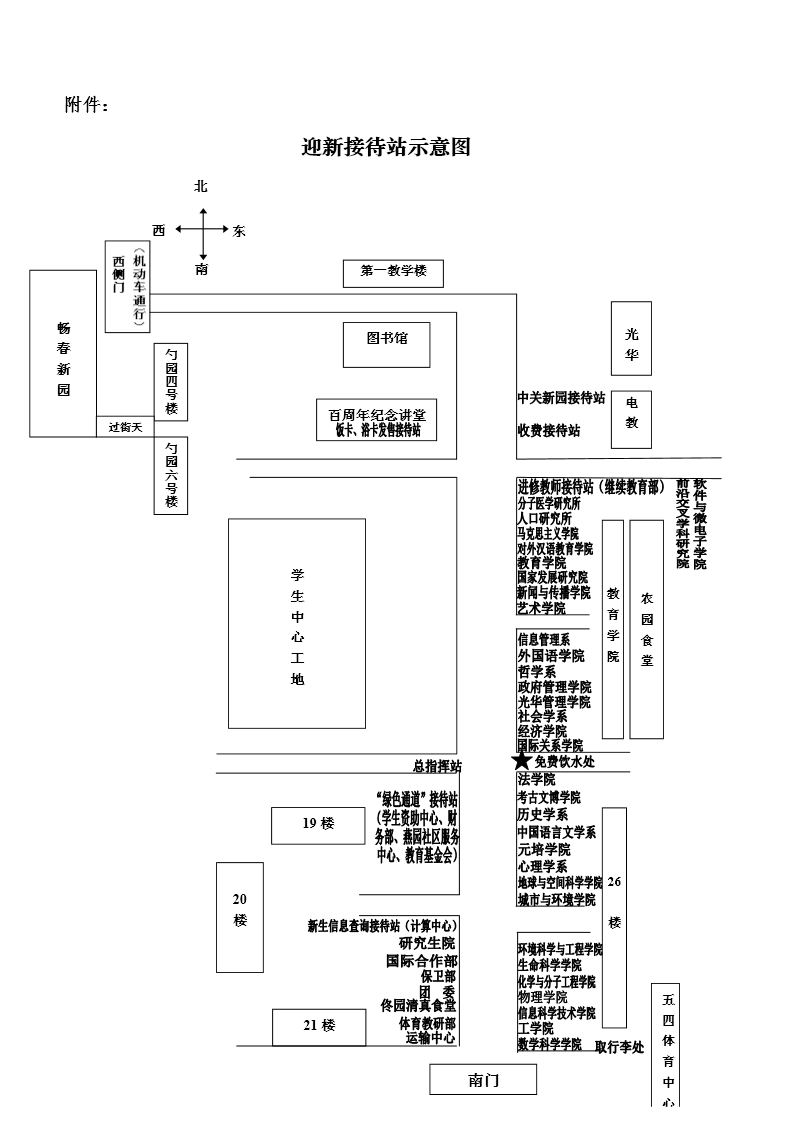 附件：
迎新接待站示意图
北
西
东
南
西侧门
（机动车通行）
第一教学楼
畅春新园
图书馆
光华
勺园四号楼
中关新园接待站
电教
百周年纪念讲堂
饭卡、浴卡发售接待站
过街天
收费接待站
勺园六号楼
进修教师接待站（继续教育部）
分子医学研究所
人口研究所
马克思主义学院
对外汉语教育学院
教育学院
国家发展研究院
新闻与传播学院
艺术学院
前沿交叉学科研究院
软件与微电子学院
学生中心工地
教育学院
农园食堂
信息管理系
外国语学院
哲学系
政府管理学院
光华管理学院
社会学系
经济学院
国际关系学院
总指挥站
★免费饮水处
法学院
考古文博学院
历史学系
中国语言文学系
元培学院
心理学系
地球与空间科学学院
城市与环境学院
“绿色通道”接待站
（学生资助中心、财
务部、燕园社区服务
中心、教育基金会）
19 楼
20
楼
26
楼
新生信息查询接待站（计算中心）
研究生院
国际合作部
保卫部
团 委
佟园清真食堂
体育教研部
运输中心
21 楼
环境科学与工程学院
生命科学学院
化学与分子工程学院
物理学院
信息科学技术学院
工学院
数学科学学院
取行李处
五四体育中心
南门